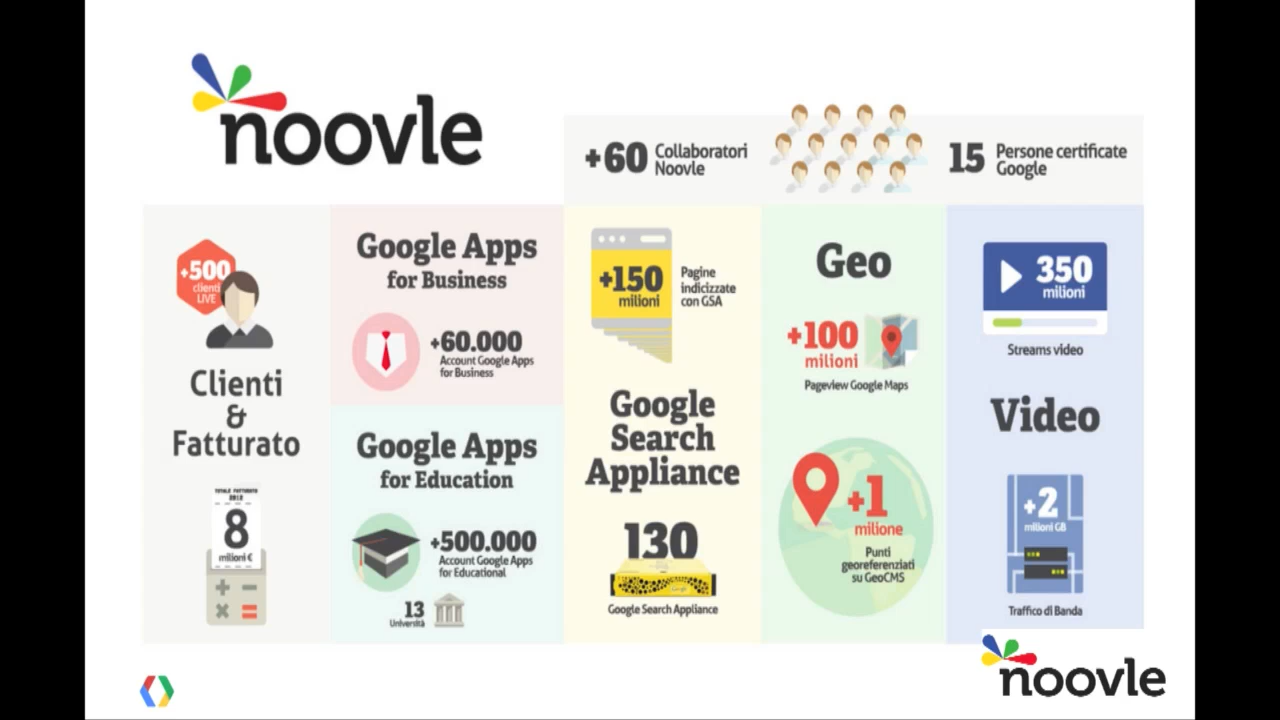 noovle
+60 Collaboratori
Noovle
15 Persone certificate
Google
+500
clienti
LIVE
Clienti
&
Fatturato
TOTALE FATTURATO
2012
8
milioni €
Google Apps
for Business
+60.000
Account Google Apps
for Business
Google Apps
for Education
+500.000
Account Google Apps
for Educational
13
Università
+150
milioni
Pagine
indicizzate
con GSA
Google
Search
Appliance
130
Google
Google Search Appliance
Geo
+100
milioni
Pageview Google Maps
+1
milione
Punti
georeferenziati
su GeoCMS
350
milioni
Streams video
Video
+2
milioni GB
Traffico di Banda
noovle